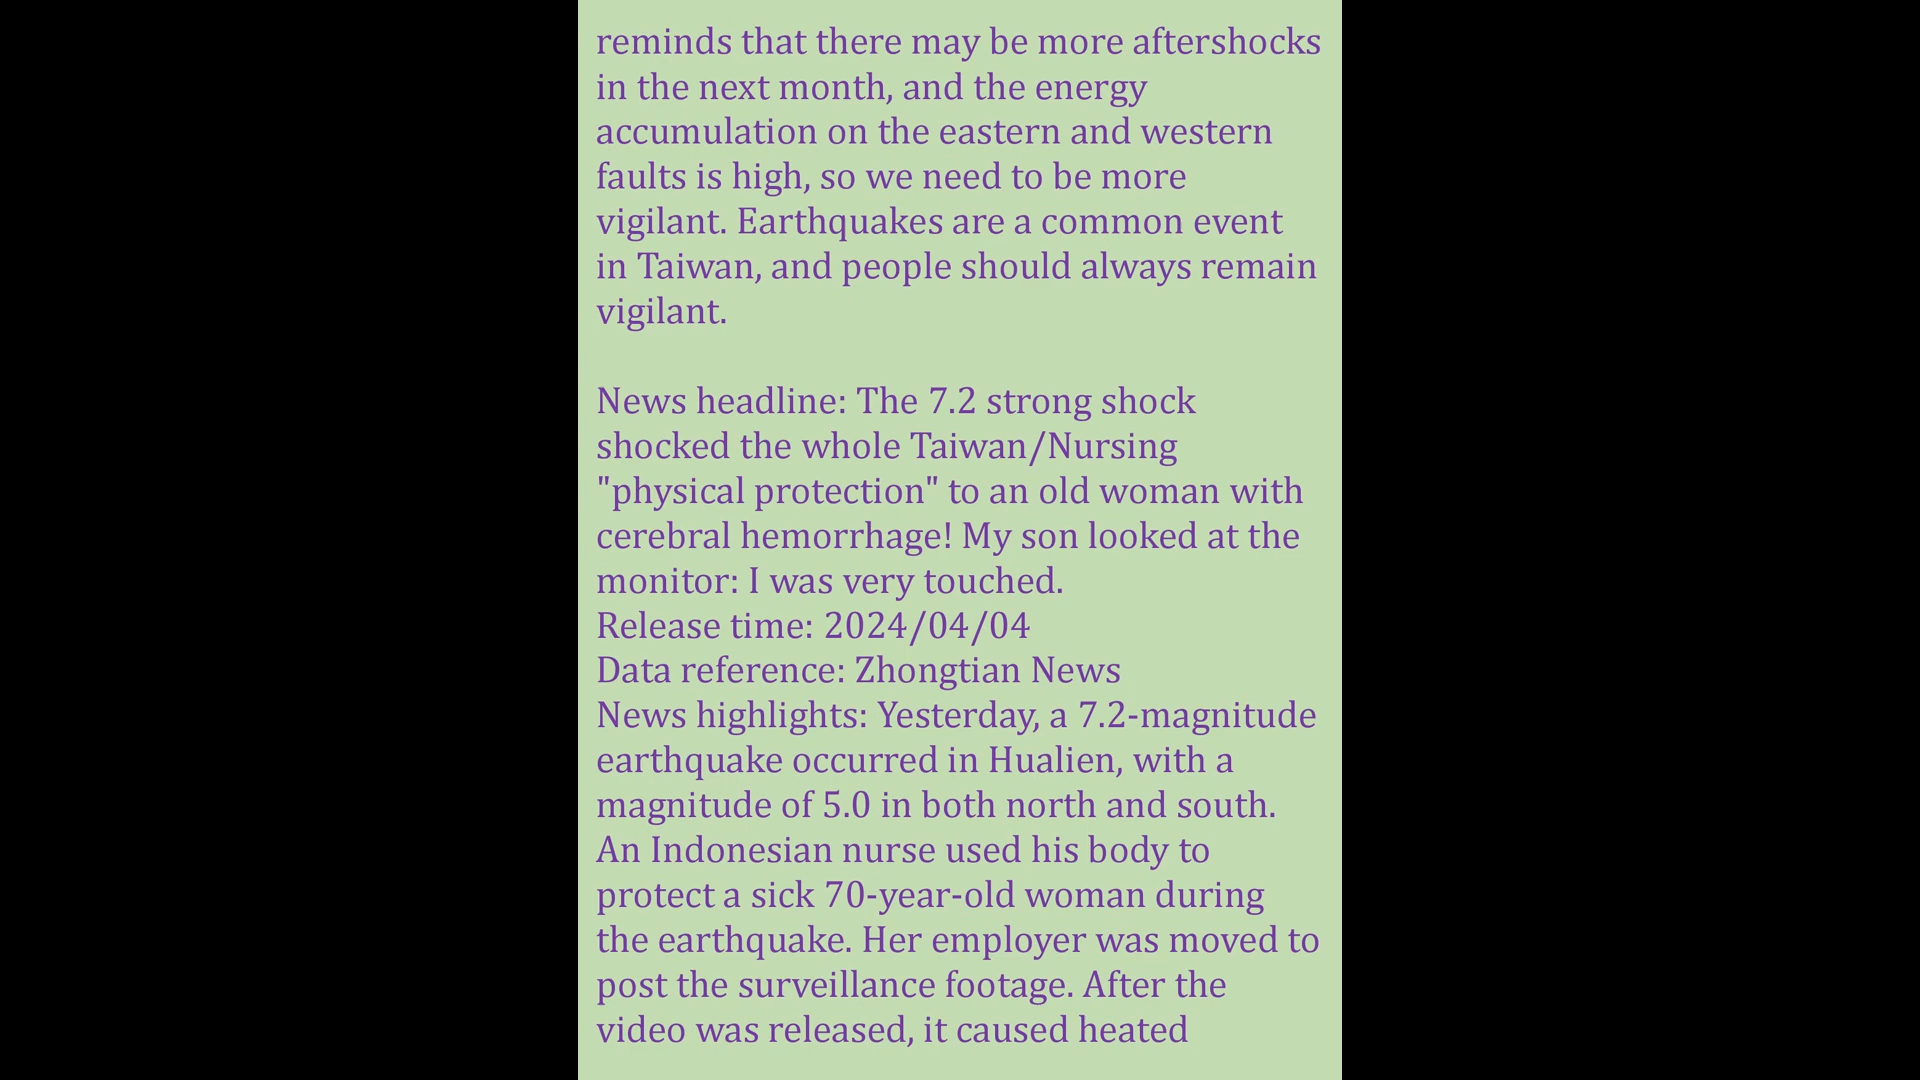 reminds that there may be more aftershocks
in the next month, and the energy
accumulation on the eastern and western
faults is high, so we need to be more
vigilant. Earthquakes are a common event
in Taiwan, and people should always remain
vigilant.
News headline: The 7.2 strong shock
shocked the whole Taiwan/Nursing
"physical protection" to an old woman with
cerebral hemorrhage! My son looked at the
monitor: I was very touched.
Release time: 2024/04/04
Data reference: Zhongtian News
News highlights: Yesterday, a 7.2-magnitude
earthquake occurred in Hualien, with a
magnitude of 5.0 in both north and south.
An Indonesian nurse used his body to
protect a sick 70-year-old woman during
the earthquake. Her employer was moved to
post the surveillance footage. After the
video was released, it caused heated